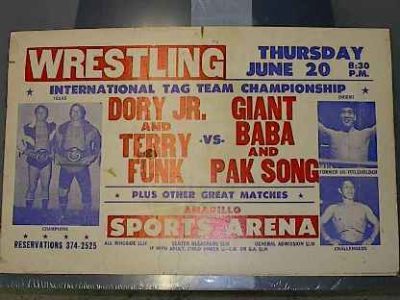 WRESTLING
THURSDAY
JUNE 20 8:30 P.M.
INTERNATIONAL TAG TEAM CHAMPIONSHIP
TEXAS
DORY JR.
AND
TERRY
FUNK
-VS-
GIANT
BABA
AND
PAK SONG
ORIENT
CHAMPIONS
CHALLENGERS
PLUS OTHER GREAT MATCHES
AMARILLO
SPORTS ARENA
RESERVATIONS 374-2525